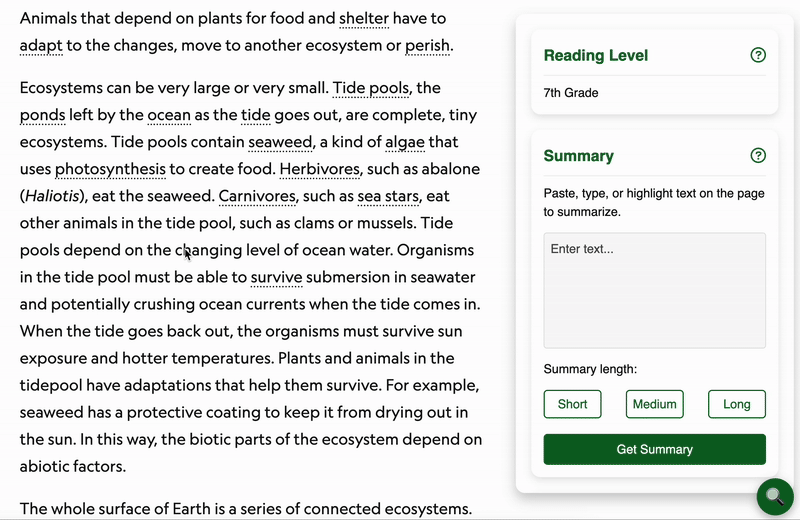 Animals that depend on plants for food and shelter have to
adapt to the changes, move to another ecosystem or perish.
Ecosystems can be very large or very small. Tide pools, the
ponds left by the ocean as the tide goes out, are complete, tiny
ecosystems. Tide pools contain seaweed, a kind of algae that
uses photosynthesis to create food. Herbivores, such as abalone
(Haliotis), eat the seaweed. Carnivores, such as sea stars, eat
other animals in the tide pool, such as clams or mussels. Tide
pools depend on the changing level of ocean water. Organisms
in the tide pool must be able to survive submersion in seawater
and potentially crushing ocean currents when the tide comes in.
When the tide goes back out, the organisms must survive sun
exposure and hotter temperatures. Plants and animals in the
tidepool have adaptations that help them survive. For example,
seaweed has a protective coating to keep it from drying out in
the sun. In this way, the biotic parts of the ecosystem depend on
abiotic factors.
The whole surface of Earth is a series of connected ecosystems.
Reading Level
?
7th Grade
Summary
?
Paste, type, or highlight text on the page
to summarize.
Enter text...
Summary length:
Short Medium Long
Get Summary